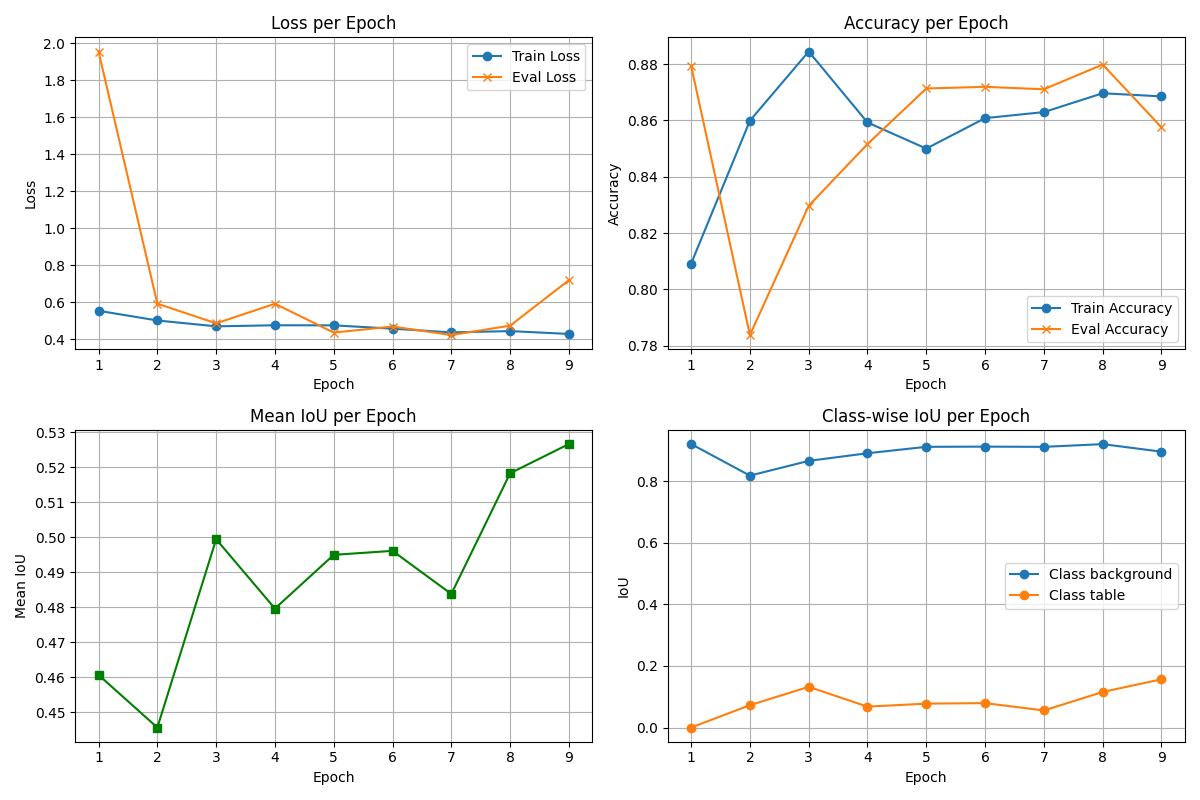 Loss per Epoch
2.0
1.8
1.6
1.4
1.2
1.0
0.8
0.6
0.4
Loss
Train Loss
Eval Loss
1 2 3 4 5 6 7 8 9
Epoch
Accuracy per Epoch
0.88
0.86
0.84
0.82
0.80
0.78
Accuracy
Train Accuracy
Eval Accuracy
1 2 3 4 5 6 7 8 9
Epoch
Mean IoU per Epoch
0.53
0.52
0.51
0.50
0.49
0.48
0.47
0.46
0.45
Mean IoU
1 2 3 4 5 6 7 8 9
Epoch
Class-wise IoU per Epoch
0.8
0.6
0.4
0.2
0.0
IoU
Class background
Class table
1 2 3 4 5 6 7 8 9
Epoch